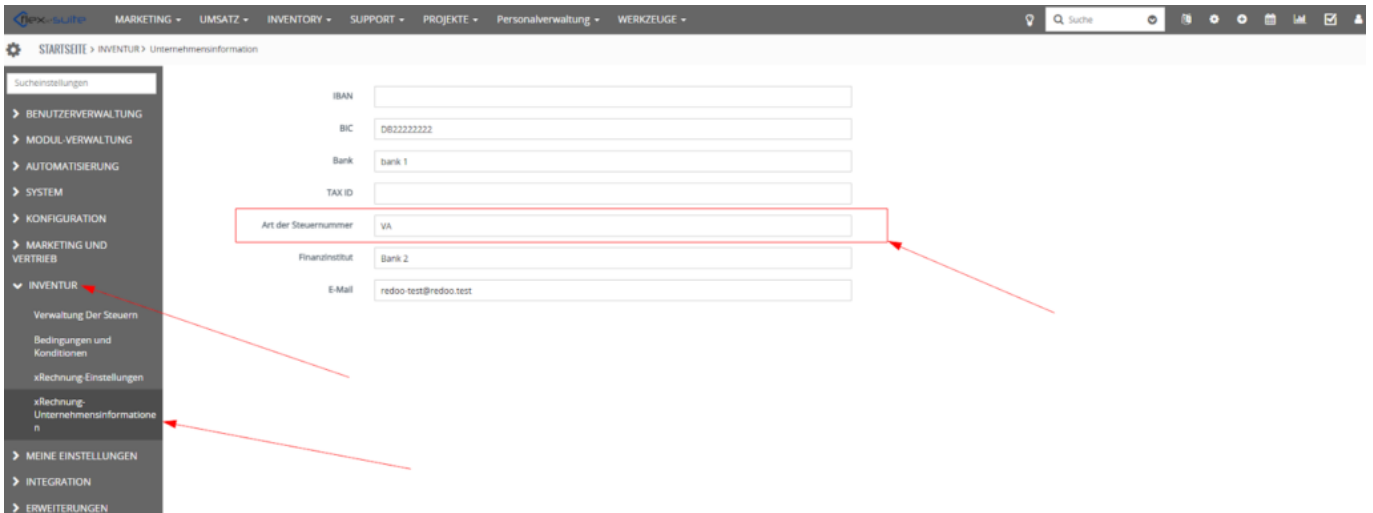 flex-suite MARKETING UMSATZ INVENTORY SUPPORT PROJEKTE Personalverwaltung WERKZEUGE Suche
STARTSEITE > INVENTUR > Unternehmensinformation
Sucheinstellungen
BENUTZERVERWALTUNG
MODUL-VERWALTUNG
AUTOMATISIERUNG
SYSTEM
KONFIGURATION
MARKETING UND
VERTRIEB
INVENTUR
Verwaltung Der Steuern
Bedingungen und
Konditionen
xRechnung-Einstellungen
xRechnung-
Unternehmensinformatione
n
MEINE EINSTELLUNGEN
INTEGRATION
ERWEITERUNGEN
IBAN
BIC DB22222222
Bank bank 1
TAX ID
Art der Steuernummer VA
Finanzinstitut Bank 2
E-Mail redoo-test@redoo.test